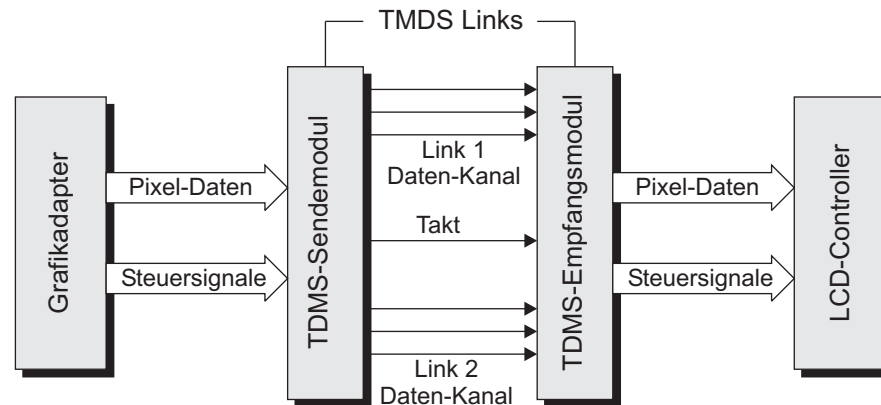 TMDS Links
Grafikadapter
Pixel-Daten
Steuersignale
TDMS-Sendemodul
Link 1
Daten-Kanal
Takt
Link 2
Daten-Kanal
TDMS-Empfangsmodul
Pixel-Daten
Steuersignale
LCD-Controller